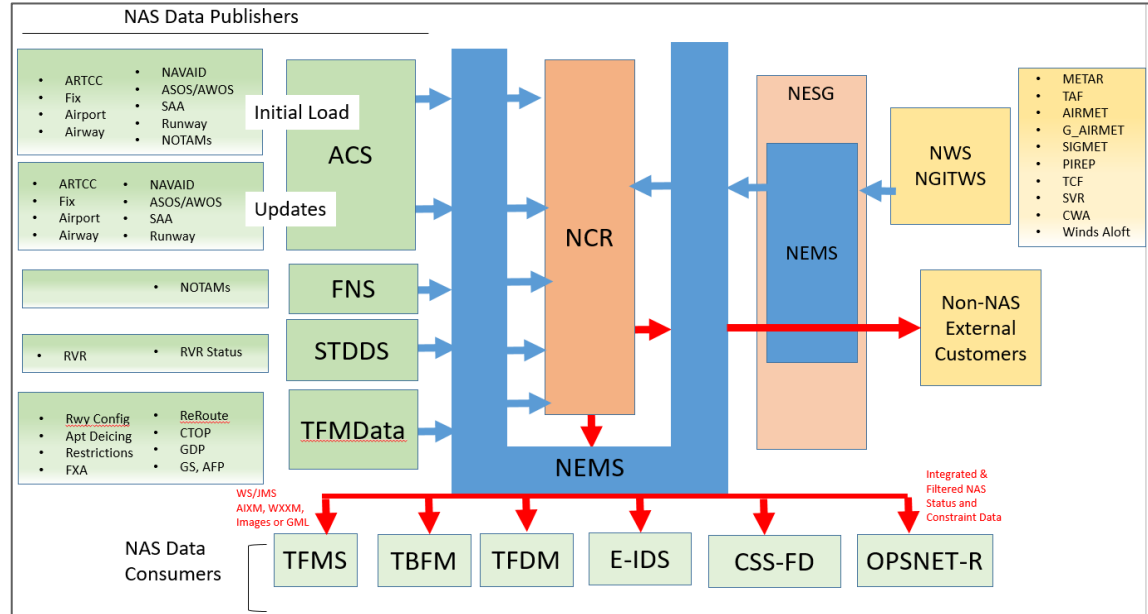 NAS Data Publishers
ARTCC
Fix
Airport
Airway
NAVAID
ASOS/AWOS
SAA
Runway
NOTAMs
Initial Load
ACS
ARTCC
Fix
Airport
Airway
NAVAID
ASOS/AWOS
SAA
Runway
Updates
NOTAMs
FNS
RVR
RVR Status
STDDS
Rwy Config
Apt Deicing
Restrictions
FXA
ReRoute
CTOP
GDP
GS, AFP
TFMData
NCR
NEMS
NESG
NEMS
NWS
NGITWS
METAR
TAF
AIRMET
G_AIRMET
SIGMET
PIREP
TCF
SVR
CWA
Winds Aloft
Non-NAS
External
Customers
WS/JMS
AIXM, WXXM,
Images or GML
Integrated &
Filtered NAS
Status and
Constraint Data
NAS Data
Consumers
TFMS
TBFM
TFDM
E-IDS
CSS-FD
OPSNET-R